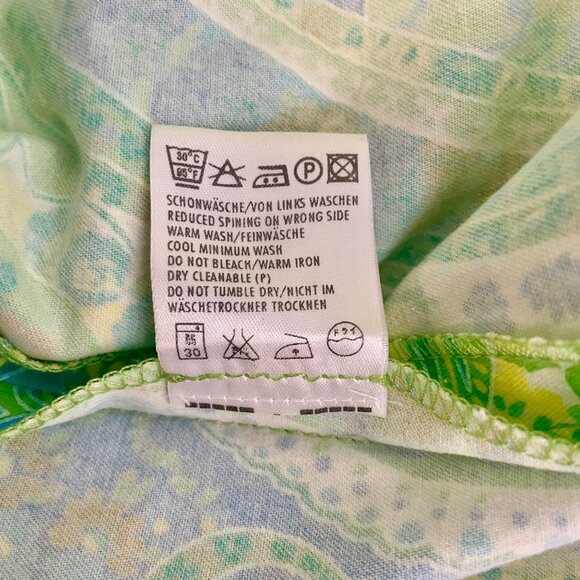 30°C
85°F
P
SCHONWÄSCHE/VON LINKS WASCHEN
REDUCED SPINING ON WRONG SIDE
WARM WASH/FEINWÄSCHE
COOL MINIMUM WASH
DO NOT BLEACH/WARM IRON
DRY CLEANABLE (P)
DO NOT TUMBLE DRY/NICHT IM
WÄSCHETROCKNER TROCKNEN
30 ドライ